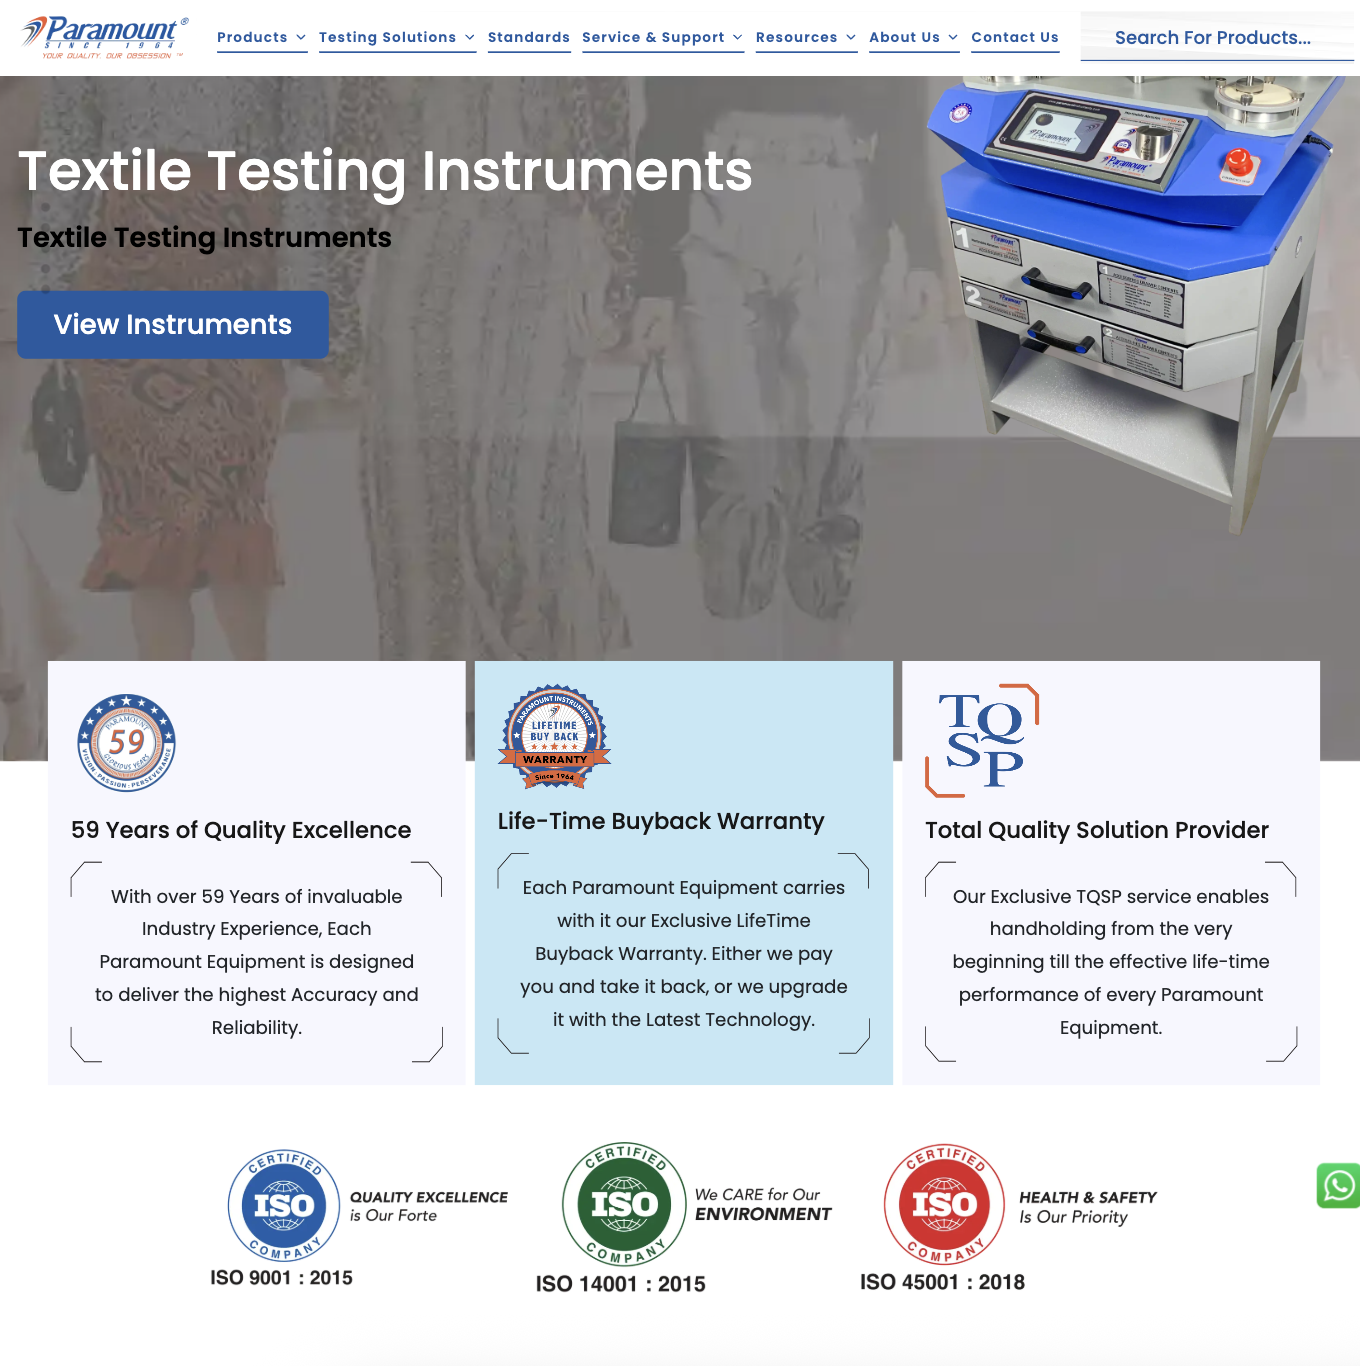 Paramount®
SINCE 1964
YOUR QUALITY. OUR OBSESSION ™
Products
Testing Solutions
Standards
Service & Support
Resources
About Us
Contact Us
Search For Products...
Textile Testing Instruments
Textile Testing Instruments
View Instruments
Paramount
Paramount
1
1
2
2
PARAMOUNT
59
GLORIOUS YEARS
VISION · PASSION · PERSEVERANCE
59 Years of Quality Excellence
With over 59 Years of invaluable
Industry Experience, Each
Paramount Equipment is designed
to deliver the highest Accuracy and
Reliability.
PARAMOUNT INSTRUMENTS
LIFETIME
BUY BACK
WARRANTY
Since 1964
Life-Time Buyback Warranty
Each Paramount Equipment carries
with it our Exclusive LifeTime
Buyback Warranty. Either we pay
you and take it back, or we upgrade
it with the Latest Technology.
TQ
SP
Total Quality Solution Provider
Our Exclusive TQSP service enables
handholding from the very
beginning till the effective life-time
performance of every Paramount
Equipment.
CERTIFIED
ISO
COMPANY
ISO 9001 : 2015
QUALITY EXCELLENCE
is Our Forte
CERTIFIED
ISO
COMPANY
ISO 14001 : 2015
We CARE for Our
ENVIRONMENT
CERTIFIED
ISO
COMPANY
ISO 45001 : 2018
HEALTH & SAFETY
Is Our Priority